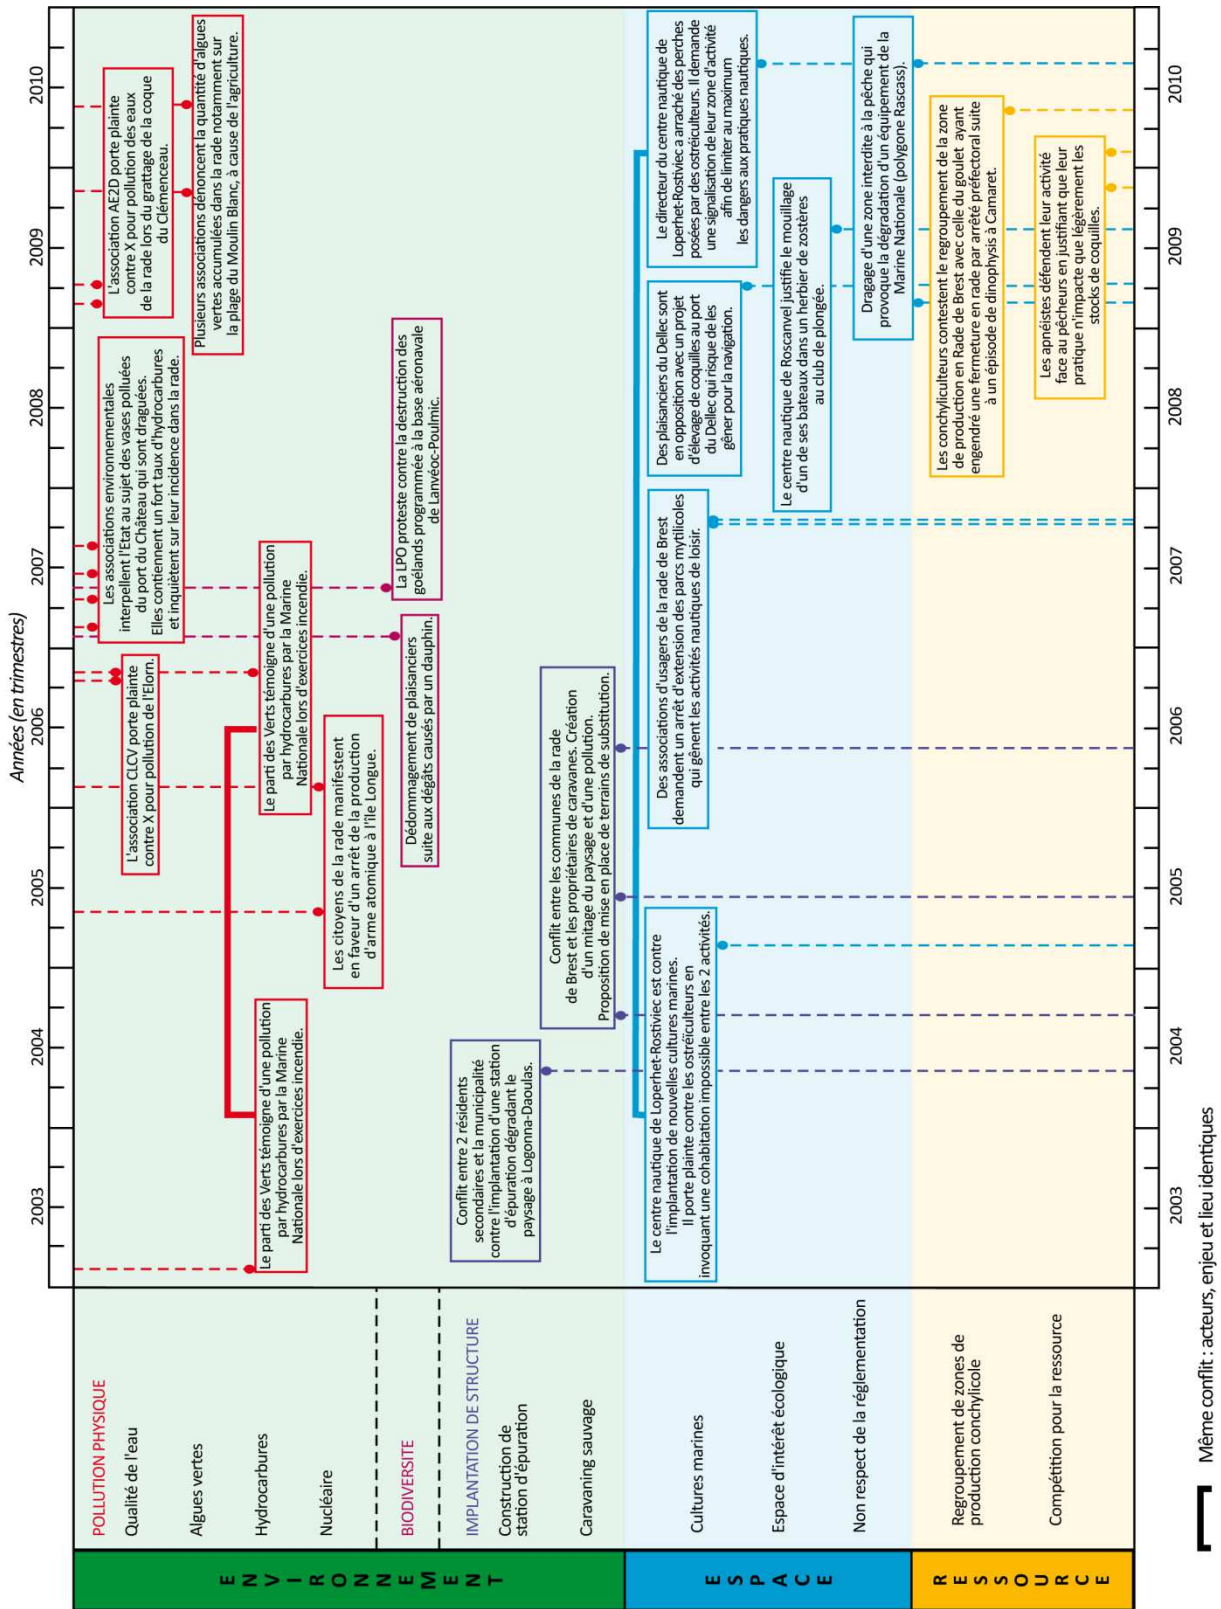 Années (en trimestres)
2003
2004
2005
2006
2007
2008
2009
2010
ENVIRONNEMENT
POLLUTION PHYSIQUE
Qualité de l'eau
L'association CLCV porte plainte
contre X pour pollution de l'Elorn.
Les associations environnementales
interpellent l'Etat au sujet des vases polluées
du port du Château qui sont draguées.
Elles contiennent un fort taux d'hydrocarbures
et inquiètent sur leur incidence dans la rade.
L'association AE2D porte plainte
contre X pour pollution des eaux
de la rade lors du grattage de la coque
du Clémenceau.
Algues vertes
Plusieurs associations dénoncent la quantité d'algues
vertes accumulées dans la rade notamment sur
la plage du Moulin Blanc, à cause de l'agriculture.
Hydrocarbures
Le parti des Verts témoigne d'une pollution
par hydrocarbures par la Marine
Nationale lors d'exercices incendie.
Le parti des Verts témoigne d'une pollution
par hydrocarbures par la Marine
Nationale lors d'exercices incendie.
Nucléaire
Les citoyens de la rade manifestent
en faveur d'un arrêt de la production
d'arme atomique à l'île Longue.
BIODIVERSITE
Dédommagement de plaisanciers
suite aux dégâts causés par un dauphin.
La LPO proteste contre la destruction des
goélands programmée à la base aéronavale
de Lanvéoc-Poulmic.
IMPLANTATION DE STRUCTURE
Construction de
station d'épuration
Conflit entre 2 résidents
secondaires et la municipalité
contre l'implantation d'une station
d'épuration dégradant le
paysage à Logonna-Daoulas.
Caravaning sauvage
Conflit entre les communes de la rade
de Brest et les propriétaires de caravanes. Création
d'un mitage du paysage et d'une pollution.
Proposition de mise en place de terrains de substitution.
ESPACE
Cultures marines
Le centre nautique de Loperhet-Rostiviec est contre
l'implantation de nouvelles cultures marines.
Il porte plainte contre les ostréiculteurs en
invoquant une cohabitation impossible entre les 2 activités.
Des associations d'usagers de la rade de Brest
demandent un arrêt d'extension des parcs mytilicoles
qui gênent les activités nautiques de loisir.
Des plaisanciers du Dellec sont
en opposition avec un projet
d'élevage de coquilles au port
du Dellec qui risque de les
gêner pour la navigation.
Le directeur du centre nautique de
Loperhet-Rostiviec a arraché des perches
posées par des ostréiculteurs. Il demande
une signalisation de leur zone d'activité
afin de limiter au maximum
les dangers aux pratiques nautiques.
Espace d'intérêt écologique
Le centre nautique de Roscanvel justifie le mouillage
d'un de ses bateaux dans un herbier de zostères
au club de plongée.
Non respect de la réglementation
Dragage d'une zone interdite à la pêche qui
provoque la dégradation d'un équipement de la
Marine Nationale (polygone Rascass).
RESSOURCE
Regroupement de zones de
production conchylicole
Les conchyliculteurs contestent le regroupement de la zone
de production en Rade de Brest avec celle du goulet ayant
engendré une fermeture en rade par arrêté préfectoral suite
à un épisode de dinophysis à Camaret.
Compétition pour la ressource
Les apnéistes défendent leur activité
face au pêcheurs en justifiant que leur
pratique n'impacte que légèrement les
stocks de coquilles.
2003
2004
2005
2006
2007
2008
2009
2010
Même conflit : acteurs, enjeu et lieu identiques